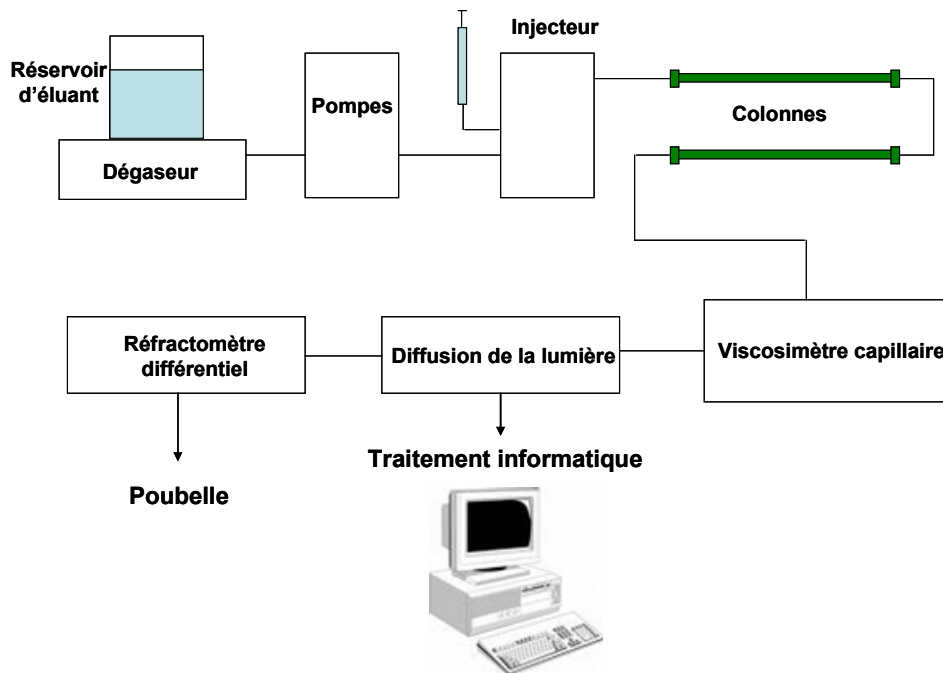 Injecteur
Réservoir
d'éluant
Pompes
Colonnes
Dégaseur
Réfractomètre
différentiel
Diffusion de la lumière
Viscosimètre capillaire
Traitement informatique
Poubelle